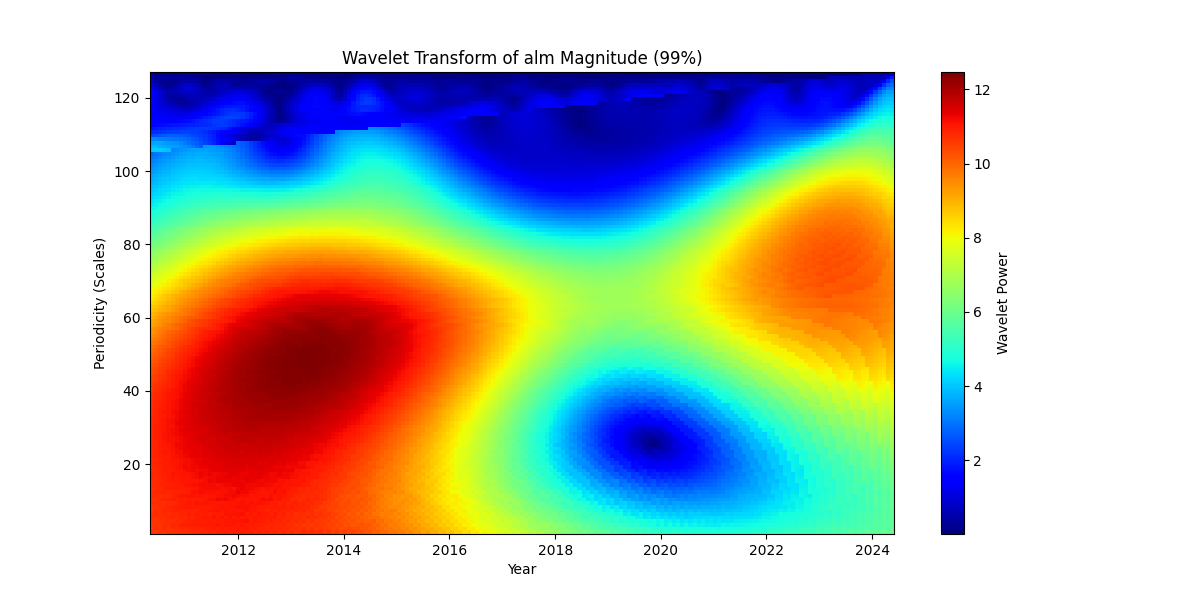 Wavelet Transform of alm Magnitude (99%)
120
100
80
60
40
20
Periodicity (Scales)
2012 2014 2016 2018 2020 2022 2024
Year
12
10
8
6
4
2
Wavelet Power